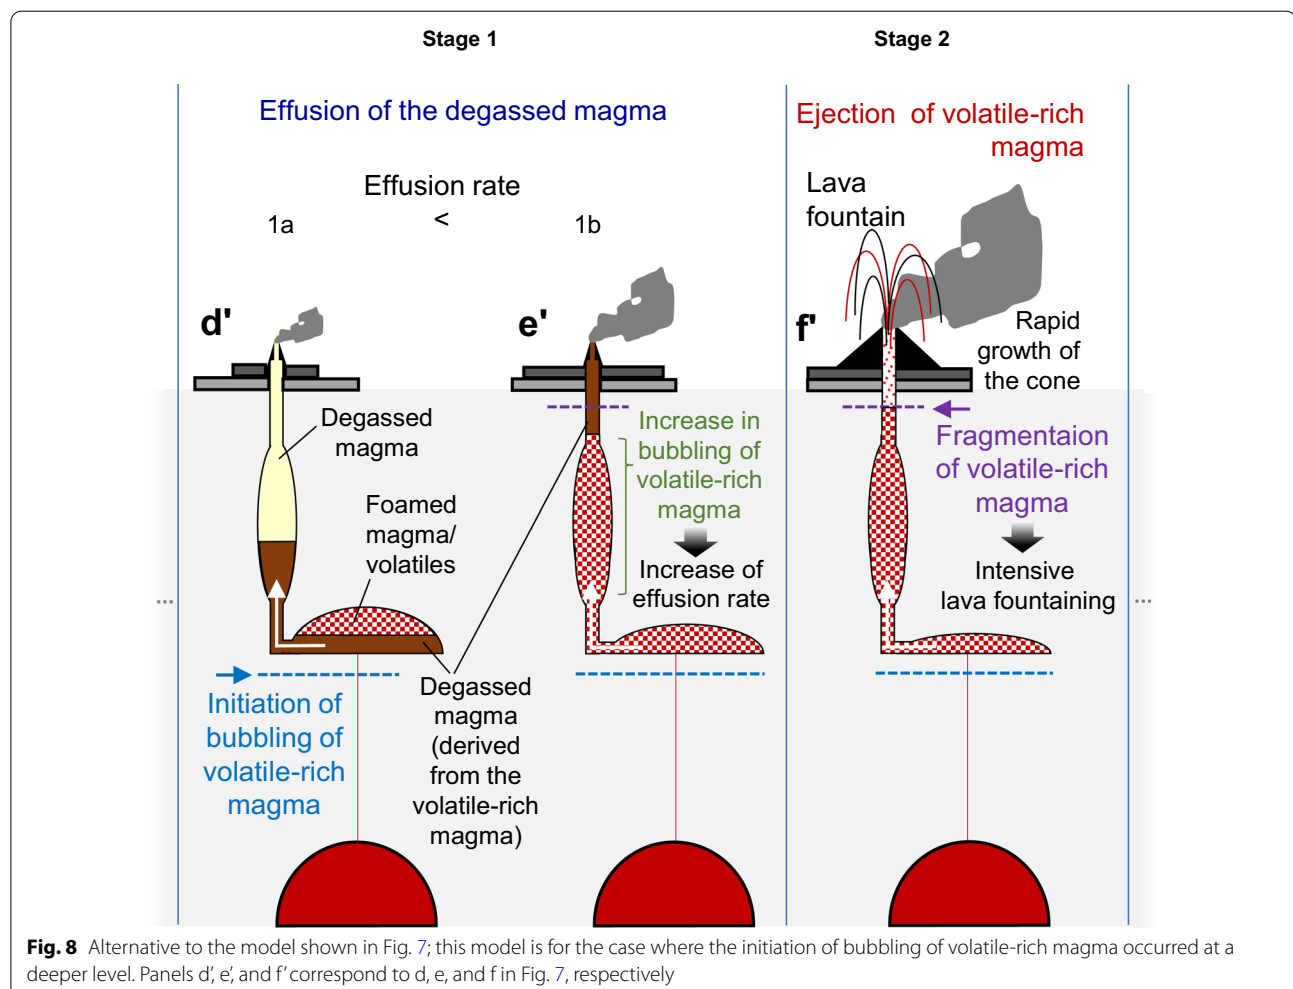 Stage 1
Stage 2
Effusion of the degassed magma
Ejection of volatile-rich
magma
Effusion rate
1a
<
1b
Lava
fountain
d'
e'
f'
Rapid
growth of
the cone
Degassed
magma
Foamed
magma/
volatiles
Increase in
bubbling of
volatile-rich
magma
Increase of
effusion rate
Fragmentaion
of volatile-rich
magma
Intensive
lava fountaining
...
...
Initiation of
bubbling of
volatile-rich
magma
Degassed
magma
(derived
from the
volatile-rich
magma)
Fig. 8 Alternative to the model shown in Fig. 7; this model is for the case where the initiation of bubbling of volatile-rich magma occurred at a
deeper level. Panels d', e', and f' correspond to d, e, and f in Fig. 7, respectively